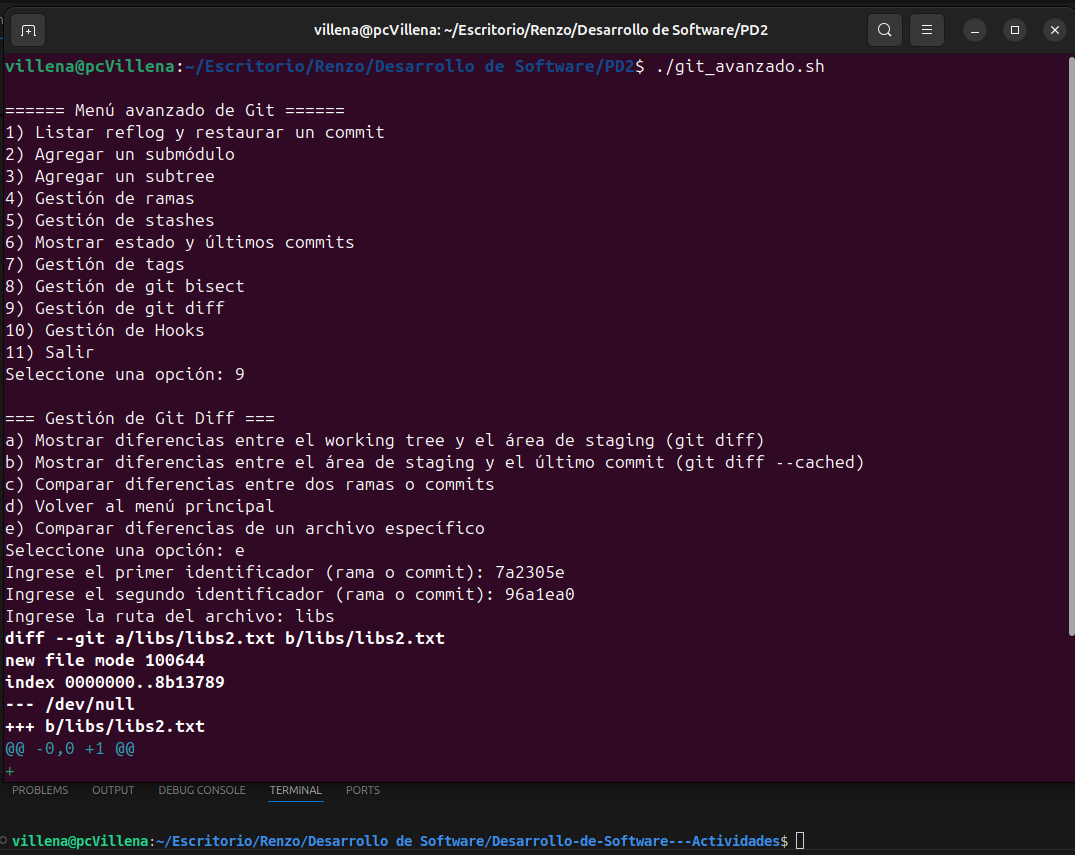 villena@pcVillena: ~/Escritorio/Renzo/Desarrollo de Software/PD2
villena@pcVillena:~/Escritorio/Renzo/Desarrollo de Software/PD2$ ./git_avanzado.sh
====== Menú avanzado de Git ======
1) Listar reflog y restaurar un commit
2) Agregar un submódulo
3) Agregar un subtree
4) Gestión de ramas
5) Gestión de stashes
6) Mostrar estado y últimos commits
7) Gestión de tags
8) Gestión de git bisect
9) Gestión de git diff
10) Gestión de Hooks
11) Salir
Seleccione una opción: 9
=== Gestión de Git Diff ===
a) Mostrar diferencias entre el working tree y el área de staging (git diff)
b) Mostrar diferencias entre el área de staging y el último commit (git diff --cached)
c) Comparar diferencias entre dos ramas o commits
d) Volver al menú principal
e) Comparar diferencias de un archivo específico
Seleccione una opción: e
Ingrese el primer identificador (rama o commit): 7a2305e
Ingrese el segundo identificador (rama o commit): 96a1ea0
Ingrese la ruta del archivo: libs
diff --git a/libs/libs2.txt b/libs/libs2.txt
new file mode 100644
index 0000000..8b13789
--- /dev/null
+++ b/libs/libs2.txt
@@ -0,0 +1 @@
+
PROBLEMS OUTPUT DEBUG CONSOLE TERMINAL PORTS
villena@pcVillena:~/Escritorio/Renzo/Desarrollo de Software/Desarrollo-de-Software---Actividades$